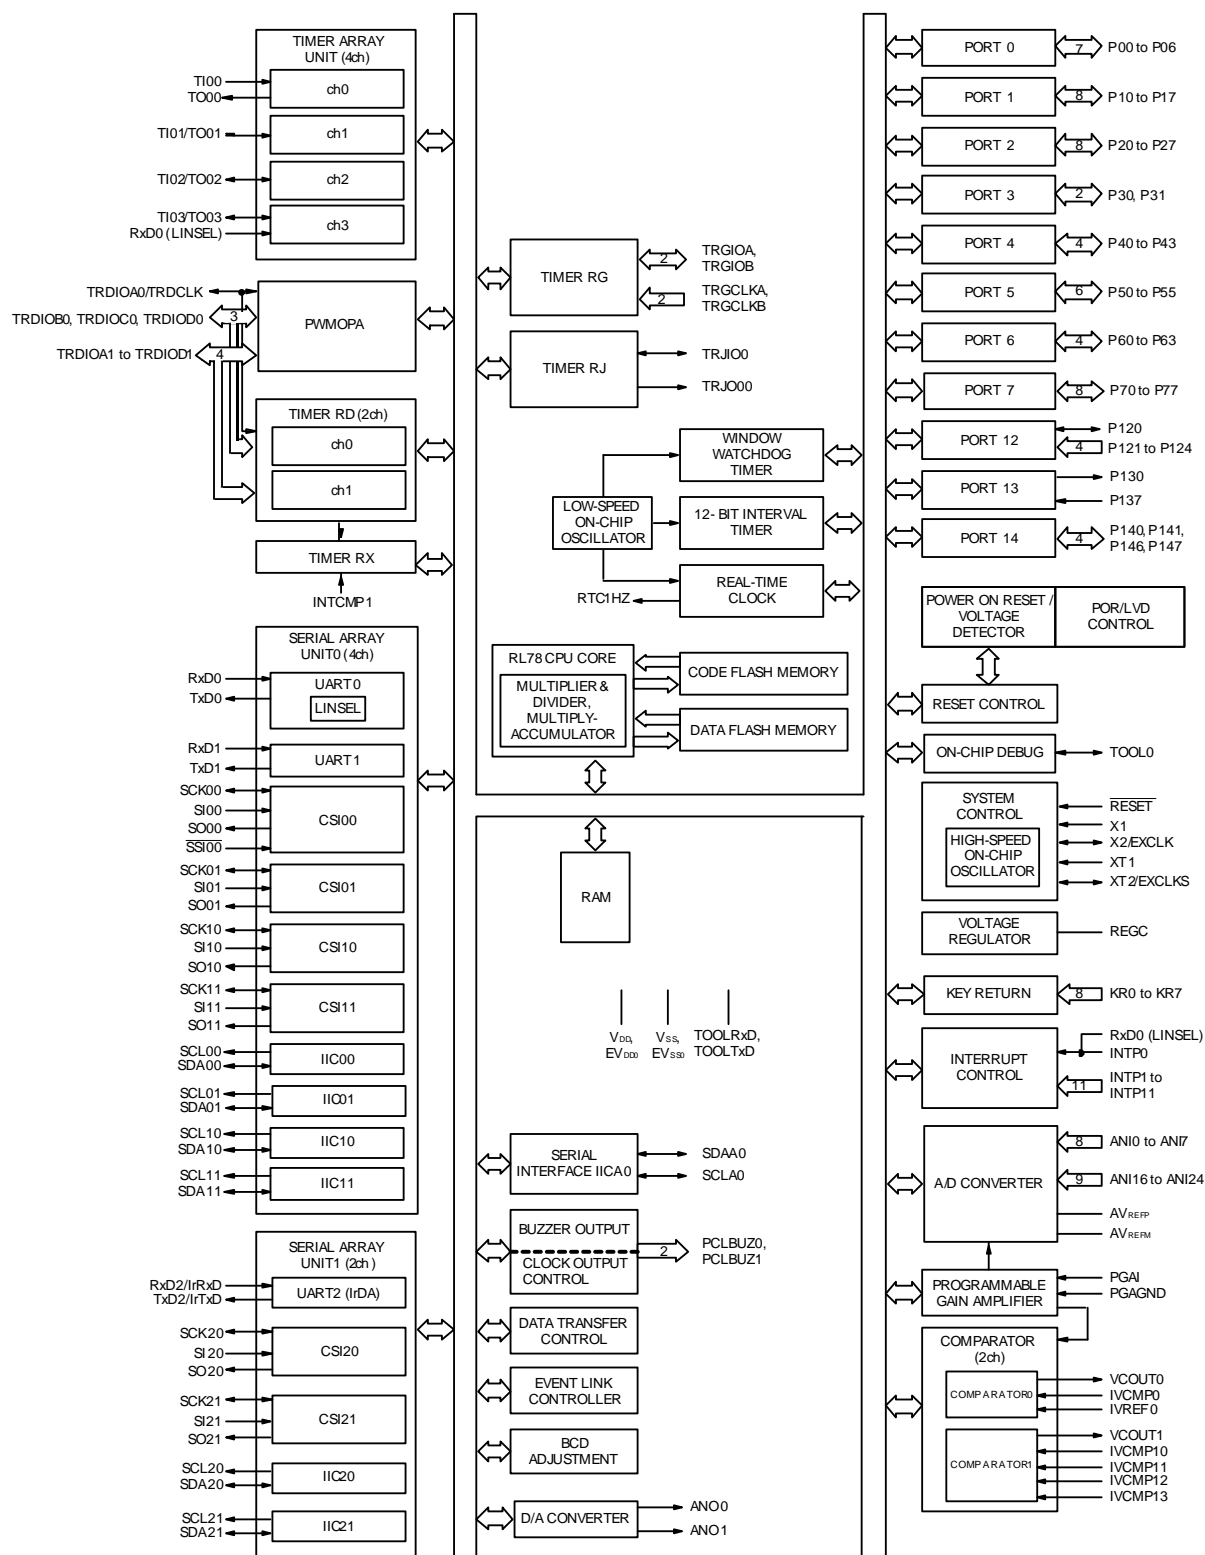 TIMER ARRAY
UNIT (4ch)
TI00
TO00
ch0
TI01/TO01
ch1
TI02/TO02
ch2
TI03/TO03
RxD0 (LINSEL)
ch3
TRDIOA0/TRDCLK
TRDIOB0, TRDIOC0, TRDIOD0
3
TRDIOA1 to TRDIOD1
4
PWMOPA
TIMER RD (2ch)
ch0
ch1
TIMER RX
INTCMP1
SERIAL ARRAY
UNIT0 (4ch)
RxD0
TxD0
UART0
LINSEL
RxD1
TxD1
UART1
SCK00
SI00
SO00
SSI00
CSI00
SCK01
SI01
SO01
CSI01
SCK10
SI10
SO10
CSI10
SCK11
SI11
SO11
CSI11
SCL00
SDA00
IIC00
SCL01
SDA01
IIC01
SCL10
SDA10
IIC10
SCL11
SDA11
IIC11
SERIAL ARRAY
UNIT1 (2ch)
RxD2/IrRxD
TxD2/IrTxD
UART2 (IrDA)
SCK20
SI20
SO20
CSI20
SCK21
SI21
SO21
CSI21
SCL20
SDA20
IIC20
SCL21
SDA21
IIC21
TIMER RG
2
TRGIOA,
TRGIOB
2
TRGCLKA,
TRGCLKB
TIMER RJ
TRJIO0
TRJO00
WINDOW
WATCHDOG
TIMER
LOW-SPEED
ON-CHIP
OSCILLATOR
12- BIT INTERVAL
TIMER
RTC1HZ
REAL-TIME
CLOCK
RL78 CPU CORE
MULTIPLIER &
DIVIDER,
MULTIPLY-
ACCUMULATOR
CODE FLASH MEMORY
DATA FLASH MEMORY
RAM
VDD,
EVDD0
VSS,
EVSS0
TOOLRxD,
TOOLTxD
SERIAL
INTERFACE IICA0
SDAA0
SCLA0
BUZZER OUTPUT
CLOCK OUTPUT
CONTROL
2
PCLBUZ0,
PCLBUZ1
DATA TRANSFER
CONTROL
EVENT LINK
CONTROLLER
BCD
ADJUSTMENT
D/A CONVERTER
ANO0
ANO1
PORT 0
7
P00 to P06
PORT 1
8
P10 to P17
PORT 2
8
P20 to P27
PORT 3
2
P30, P31
PORT 4
4
P40 to P43
PORT 5
6
P50 to P55
PORT 6
4
P60 to P63
PORT 7
8
P70 to P77
PORT 12
P120
4
P121 to P124
PORT 13
P130
P137
PORT 14
4
P140, P141,
P146, P147
POWER ON RESET /
VOLTAGE
DETECTOR
POR/LVD
CONTROL
RESET CONTROL
ON-CHIP DEBUG
TOOL0
SYSTEM
CONTROL
HIGH-SPEED
ON-CHIP
OSCILLATOR
RESET
X1
X2/EXCLK
XT1
XT2/EXCLKS
VOLTAGE
REGULATOR
REGC
KEY RETURN
8
KR0 to KR7
INTERRUPT
CONTROL
RxD0 (LINSEL)
INTP0
11
INTP1 to
INTP11
A/D CONVERTER
8
ANI0 to ANI7
9
ANI16 to ANI24
AVREFP
AVREFM
PROGRAMMABLE
GAIN AMPLIFIER
PGAI
PGAGND
COMPARATOR
(2ch)
COMPARATOR0
VCOUT0
IVCMP0
IVREF0
COMPARATOR1
VCOUT1
IVCMP10
IVCMP11
IVCMP12
IVCMP13